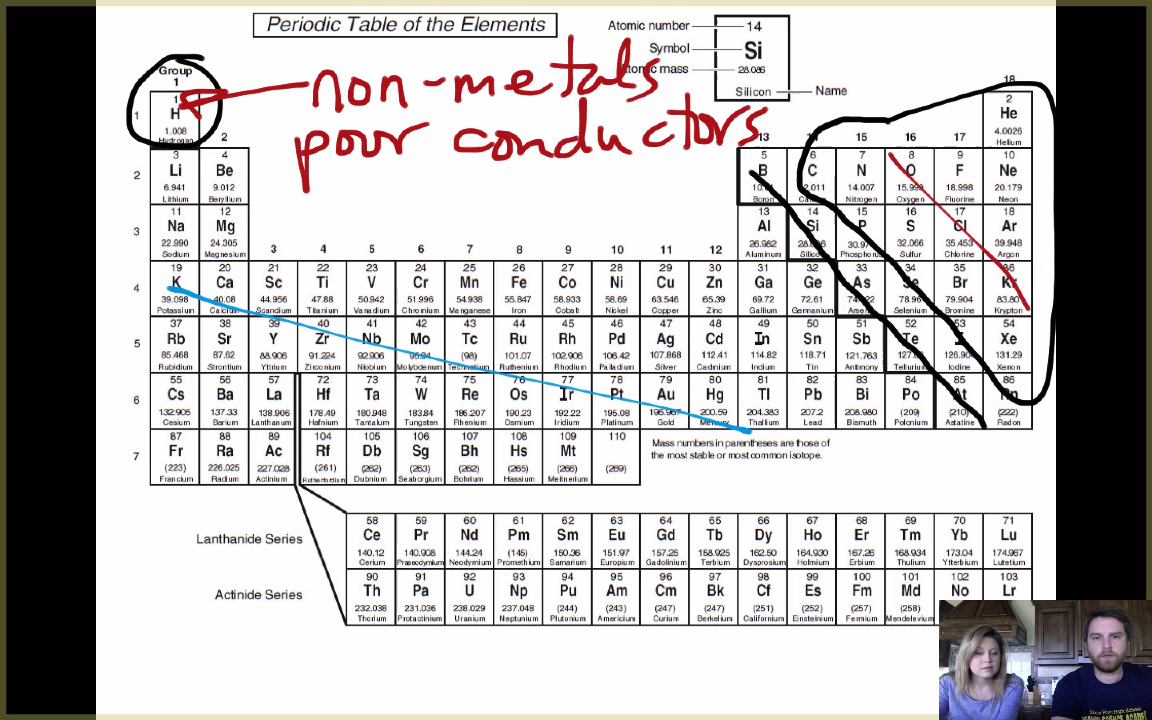 Periodic Table of the Elements
Atomic number 14
Symbol Si
mass 28.086
Silicon Name
non-metals
poor conductors
Group
1 18
1 1 2
H He
1.008 4.0026
Hydrogen Helium
2 13 15 16 17
2 3 4 5 6 7 8 9 10
Li Be B C N O F Ne
6.941 9.012 14.007 15.999 18.998 20.179
Lithium Beryllium Boron Nitrogen Oxygen Fluorine Neon
3 11 12 13 14 15 16 17 18
Na Mg Al Si P S Cl Ar
22.990 24.305 26.982 32.066 35.453 39.948
Sodium Magnesium Aluminum Phosphorus Sulfur Chlorine Argon
3 4 5 6 7 8 9 10 11 12
4 19 20 21 22 23 24 25 26 27 28 29 30 31 32 33 34 35 36
K Ca Sc Ti V Cr Mn Fe Co Ni Cu Zn Ga Ge As Se Br Kr
39.098 40.08 44.956 47.88 50.942 51.996 54.938 55.847 58.933 58.69 63.546 65.39 69.72 72.61 78.96 79.904 83.80
Potassium Calcium Scandium Titanium Vanadium Chromium Manganese Iron Cobalt Nickel Copper Zinc Gallium Germanium Selenium Bromine Krypton
5 37 38 39 40 41 42 43 44 45 46 47 48 49 50 51 52 53 54
Rb Sr Y Zr Nb Mo Tc Ru Rh Pd Ag Cd In Sn Sb Te I Xe
85.468 87.62 88.906 91.224 92.906 95.94 (98) 101.07 102.906 106.42 107.868 112.41 114.82 118.71 121.763 131.29
Rubidium Strontium Yttrium Zirconium Niobium Molybdenum Technetium Ruthenium Rhodium Palladium Silver Cadmium Indium Tin Antimony Tellurium Iodine Xenon
6 55 56 57 72 73 74 75 76 77 78 79 80 81 82 83 84 85 86
Cs Ba La Hf Ta W Re Os Ir Pt Au Hg Tl Pb Bi Po At Rn
132.905 137.33 138.906 178.49 180.948 183.84 186.207 190.23 192.22 195.08 196.967 200.59 204.383 207.2 208.980 (209) (210) (222)
Cesium Barium Lanthanum Hafnium Tantalum Tungsten Rhenium Osmium Iridium Platinum Gold Mercury Thallium Lead Bismuth Polonium Astatine Radon
7 87 88 89 104 105 106 107 108 109 110
Fr Ra Ac Rf Db Sg Bh Hs Mt
(223) 226.025 227.028 (261) (262) (263) (262) (265) (266) (269)
Francium Radium Actinium Rutherfordium Dubnium Seaborgium Bohrium Hassium Meitnerium
Mass numbers in parentheses are those of
the most stable or most common isotope.
58 59 60 61 62 63 64 65 66 67 68 69 70 71
Lanthanide Series Ce Pr Nd Pm Sm Eu Gd Tb Dy Ho Er Tm Yb Lu
140.12 140.908 144.24 (145) 150.36 151.97 157.25 158.925 162.50 164.930 167.26 168.934 173.04 174.967
Cerium Praseodymium Neodymium Promethium Samarium Europium Gadolinium Terbium Dysprosium Holmium Erbium Thulium Ytterbium Lutetium
90 91 92 93 94 95 96 97 98 99 100 101 102 103
Actinide Series Th Pa U Np Pu Am Cm Bk Cf Es Fm Md No Lr
232.038 231.036 238.029 237.048 (244) (243) (247) (247) (251) (252) (257) (258)
Thorium Protactinium Uranium Neptunium Plutonium Americium Curium Berkelium Californium Einsteinium Fermium Mendelevium